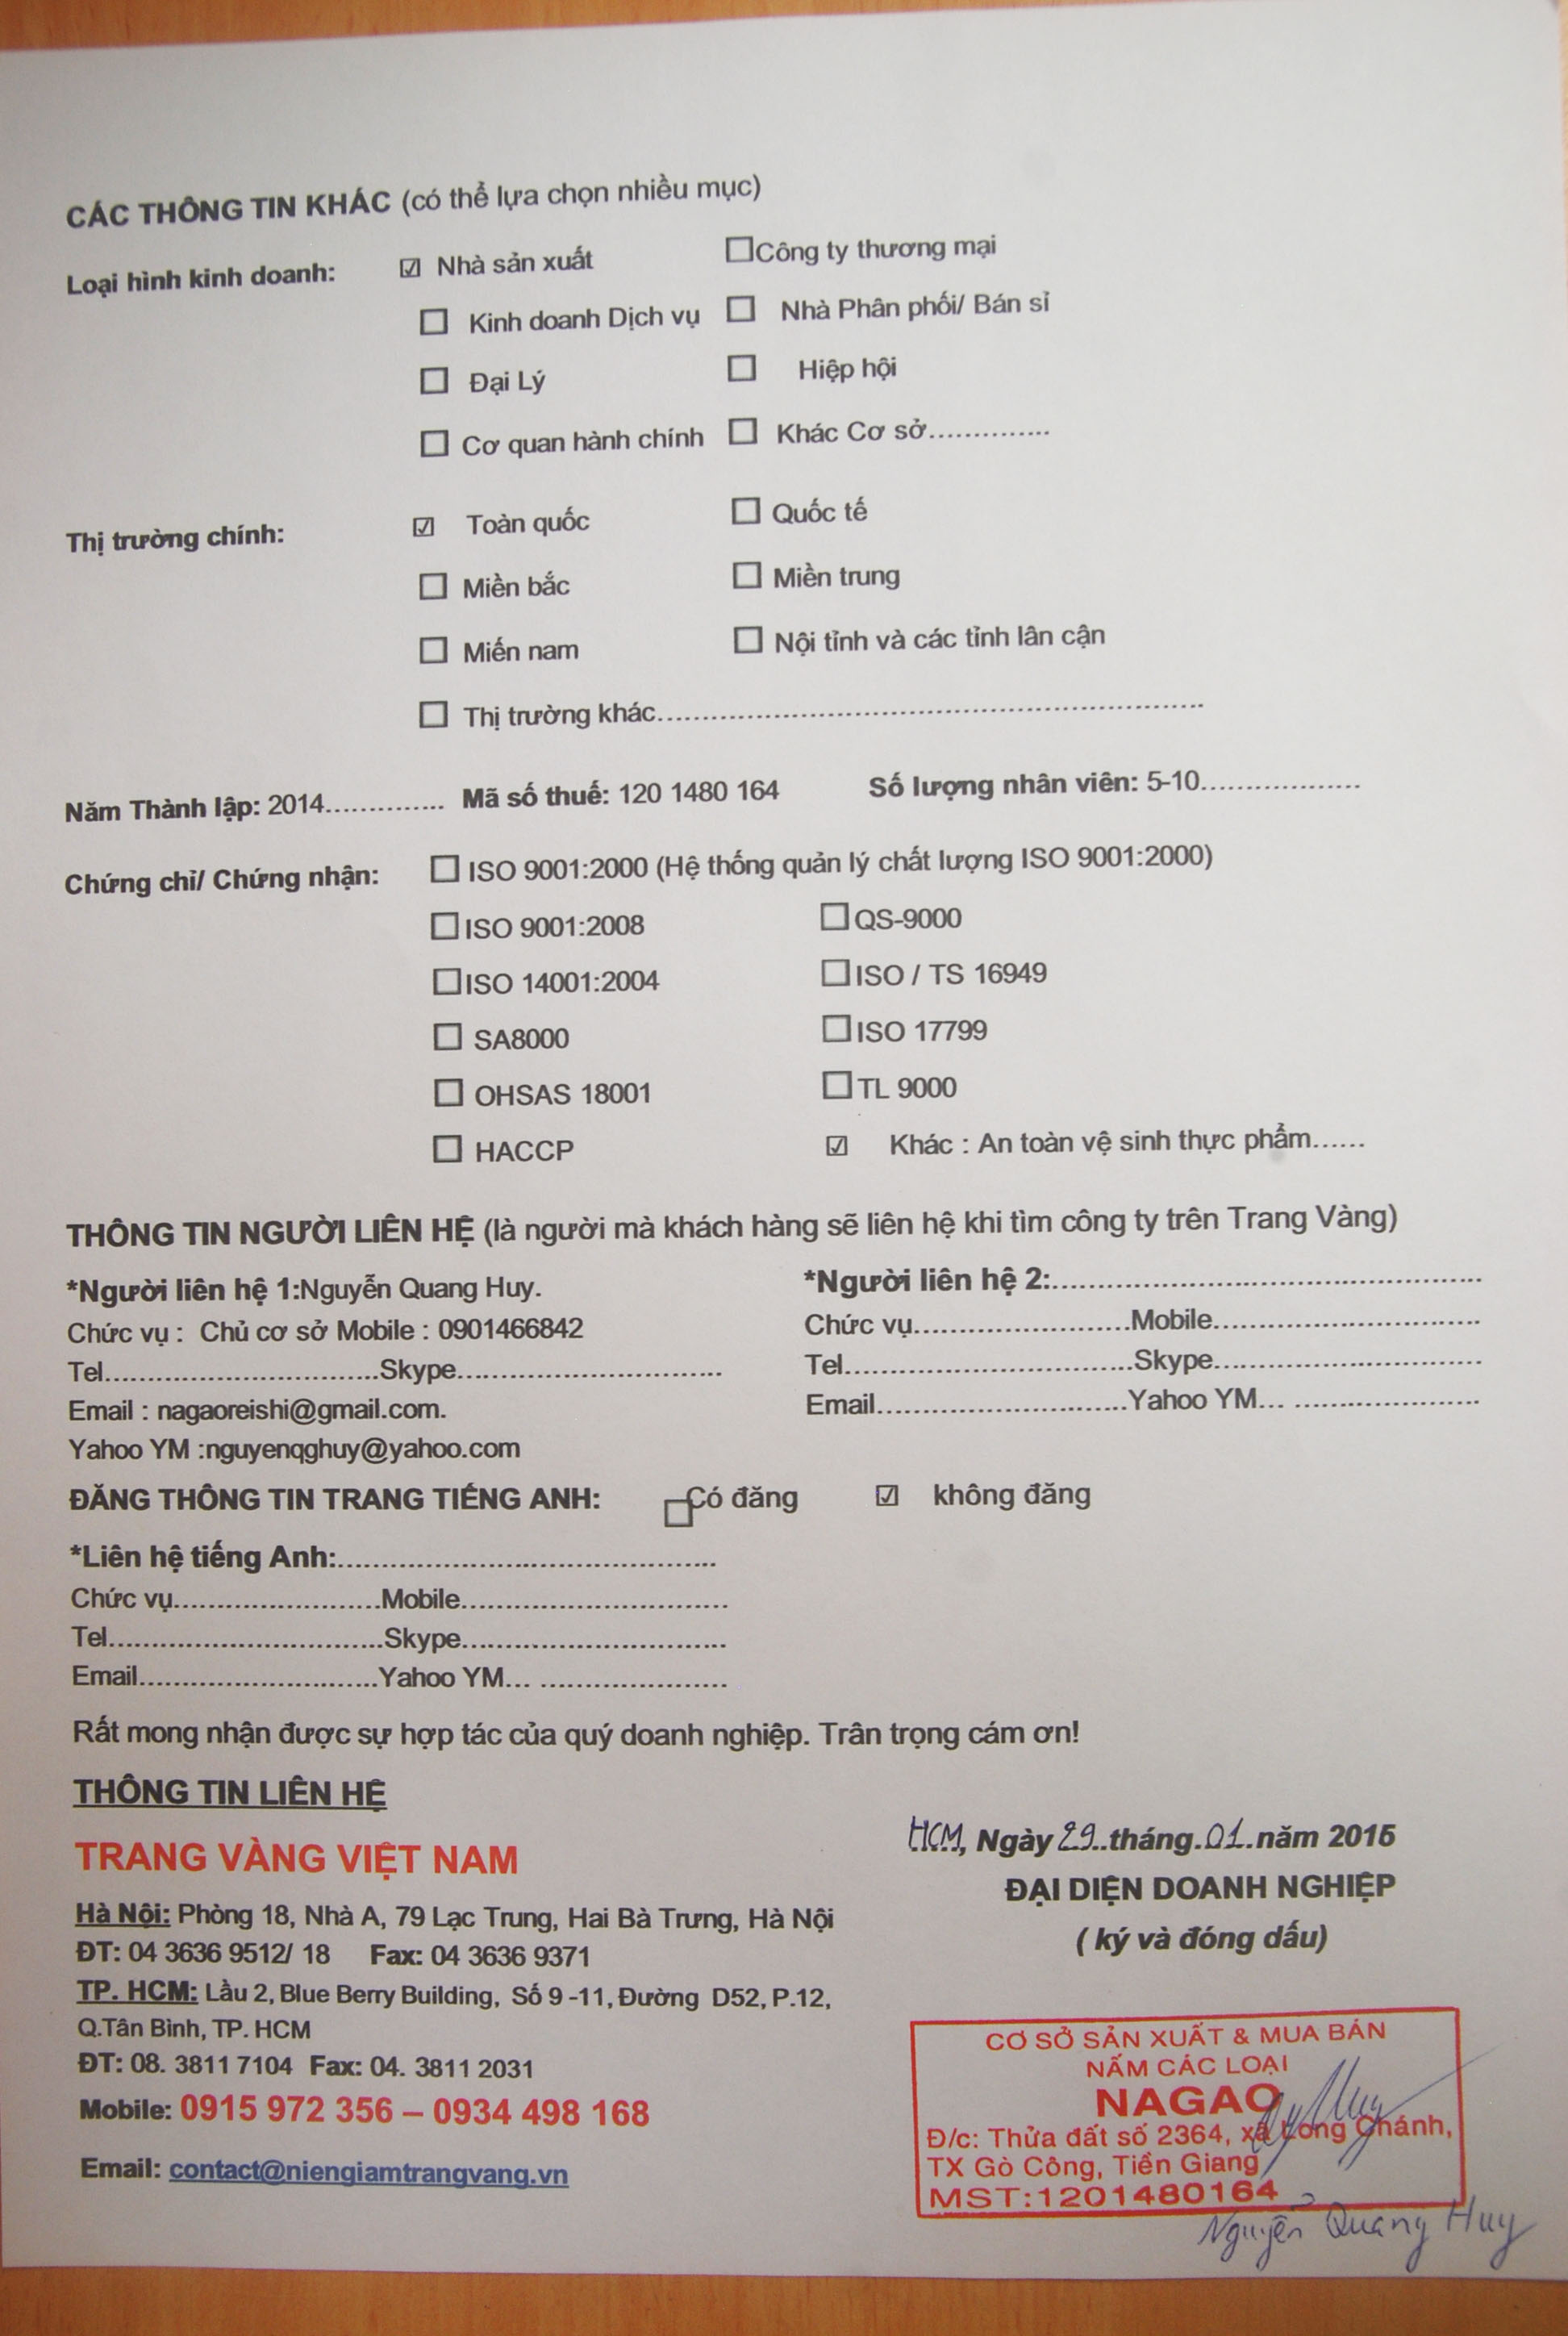 CÁC THÔNG TIN KHÁC (có thể lựa chọn nhiều mục)
Loại hình kinh doanh: ☑ Nhà sản xuất ☐ Công ty thương mại
☐ Kinh doanh Dịch vụ ☐ Nhà Phân phối/ Bán sỉ
☐ Đại Lý ☐ Hiệp hội
☐ Cơ quan hành chính ☐ Khác Cơ sở..............
Thị trường chính: ☑ Toàn quốc ☐ Quốc tế
☐ Miền bắc ☐ Miền trung
☐ Miến nam ☐ Nội tỉnh và các tỉnh lân cận
☐ Thị trường khác..............................................................
Năm Thành lập: 2014.............. Mã số thuế: 120 1480 164 Số lượng nhân viên: 5-10..................
Chứng chỉ/ Chứng nhận: ☐ ISO 9001:2000 (Hệ thống quản lý chất lượng ISO 9001:2000)
☐ ISO 9001:2008 ☐ QS-9000
☐ ISO 14001:2004 ☐ ISO / TS 16949
☐ SA8000 ☐ ISO 17799
☐ OHSAS 18001 ☐ TL 9000
☐ HACCP ☑ Khác : An toàn vệ sinh thực phẩm......
THÔNG TIN NGƯỜI LIÊN HỆ (là người mà khách hàng sẽ liên hệ khi tìm công ty trên Trang Vàng)
*Người liên hệ 1:Nguyễn Quang Huy.
Chức vụ : Chủ cơ sở Mobile : 0901466842
Tel...............................Skype..............................
Email : nagaoreishi@gmail.com.
Yahoo YM :nguyenqghuy@yahoo.com
*Người liên hệ 2:................................................
Chức vụ........................Mobile..............................
Tel................................Skype..............................
Email............................Yahoo YM... .....................
ĐĂNG THÔNG TIN TRANG TIẾNG ANH: ☐ Có đăng ☑ không đăng
*Liên hệ tiếng Anh:...........................................
Chức vụ.......................Mobile..............................
Tel...............................Skype..............................
Email...........................Yahoo YM... .....................
Rất mong nhận được sự hợp tác của quý doanh nghiệp. Trân trọng cám ơn!
THÔNG TIN LIÊN HỆ
TRANG VÀNG VIỆT NAM
Hà Nội: Phòng 18, Nhà A, 79 Lạc Trung, Hai Bà Trưng, Hà Nội
ĐT: 04 3636 9512/ 18 Fax: 04 3636 9371
TP. HCM: Lầu 2, Blue Berry Building, Số 9 -11, Đường D52, P.12,
Q.Tân Bình, TP. HCM
ĐT: 08. 3811 7104 Fax: 04. 3811 2031
Mobile: 0915 972 356 – 0934 498 168
Email: contact@niengiamtrangvang.vn
HCM, Ngày 29..tháng.01.năm 2015
ĐẠI DIỆN DOANH NGHIỆP
( ký và đóng dấu)
CƠ SỞ SẢN XUẤT & MUA BÁN
NẤM CÁC LOẠI
NAGAO
Đ/c: Thửa đất số 2364, xã Long Chánh,
TX Gò Công, Tiền Giang
MST:1201480164
Huy
Nguyễn Quang Huy